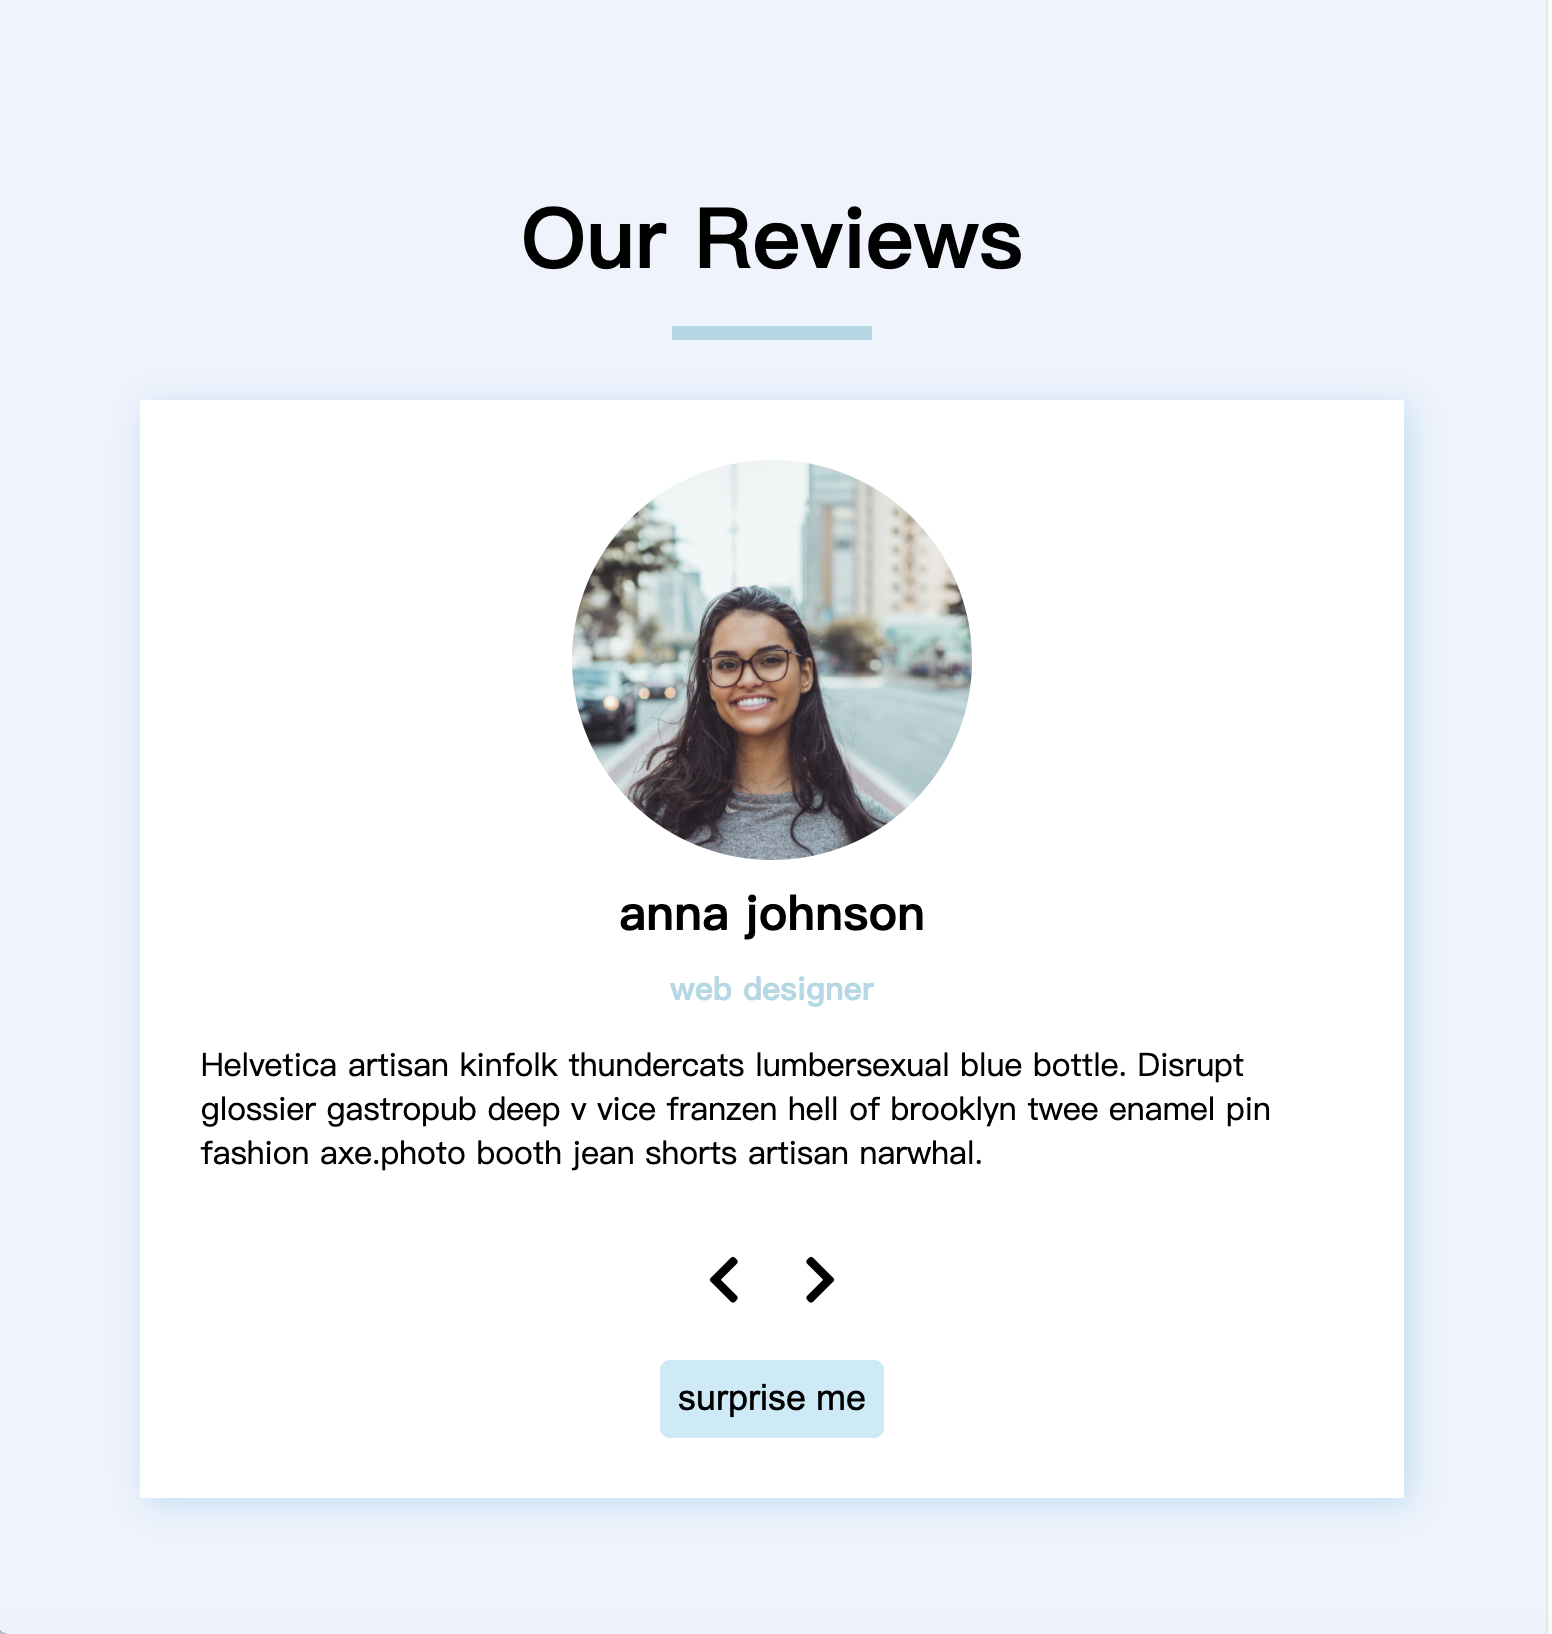 Our Reviews
anna johnson
web designer
Helvetica artisan kinfolk thundercats lumbersexual blue bottle. Disrupt
glossier gastropub deep v vice franzen hell of brooklyn twee enamel pin
fashion axe.photo booth jean shorts artisan narwhal.
surprise me